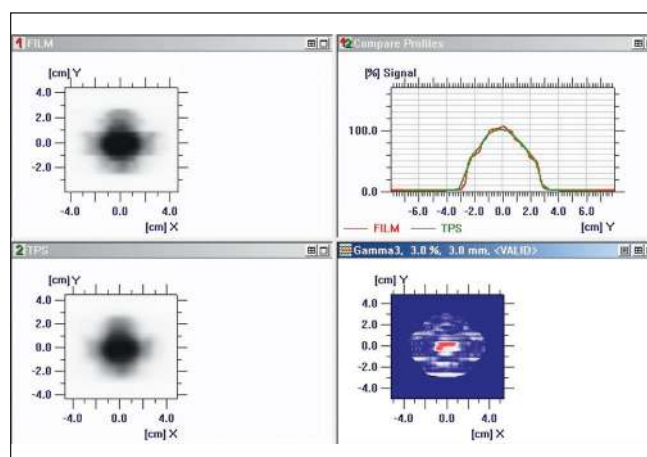 1 FILM
[cm] Y
4.0
2.0
0.0
-2.0
-4.0 0.0 4.0
[cm] X
12 Compare Profiles
[%] Signal
100.0
0.0
-6.0 -4.0 -2.0 0.0 2.0 4.0 6.0
FILM TPS [cm] Y
2 TPS
[cm] Y
4.0
2.0
0.0
-2.0
-4.0
-4.0 0.0 4.0
[cm] X
Gamma3, 3.0 %, 3.0 mm, <VALID>
[cm] Y
4.0
2.0
0.0
-2.0
-4.0
-4.0 0.0 4.0
[cm] X